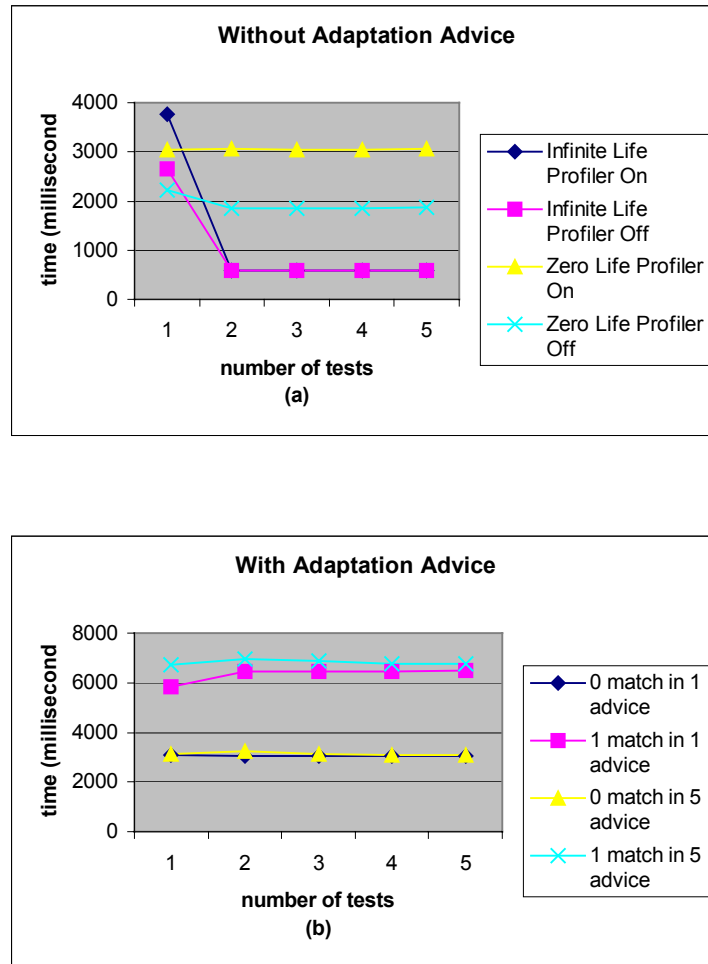 Without Adaptation Advice
4000
3000
2000
1000
0
time (millisecond
1 2 3 4 5
number of tests
(a)
Infinite Life
Profiler On
Infinite Life
Profiler Off
Zero Life Profiler
On
Zero Life Profiler
Off
With Adaptation Advice
8000
6000
4000
2000
0
time (millisecond
1 2 3 4 5
number of tests
(b)
0 match in 1
advice
1 match in 1
advice
0 match in 5
advice
1 match in 5
advice